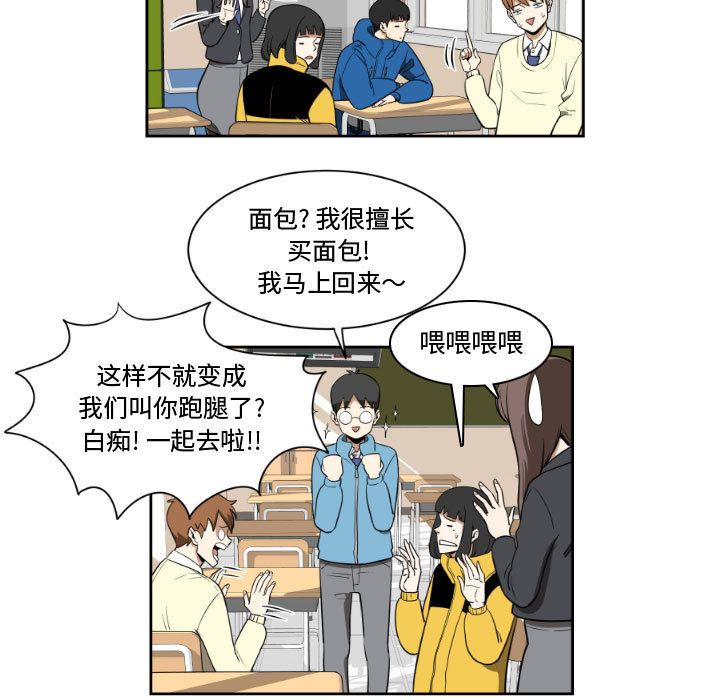 面包? 我很擅长
买面包!
我马上回来～
喂喂喂喂
这样不就变成
我们叫你跑腿了?
白痴! 一起去啦!!